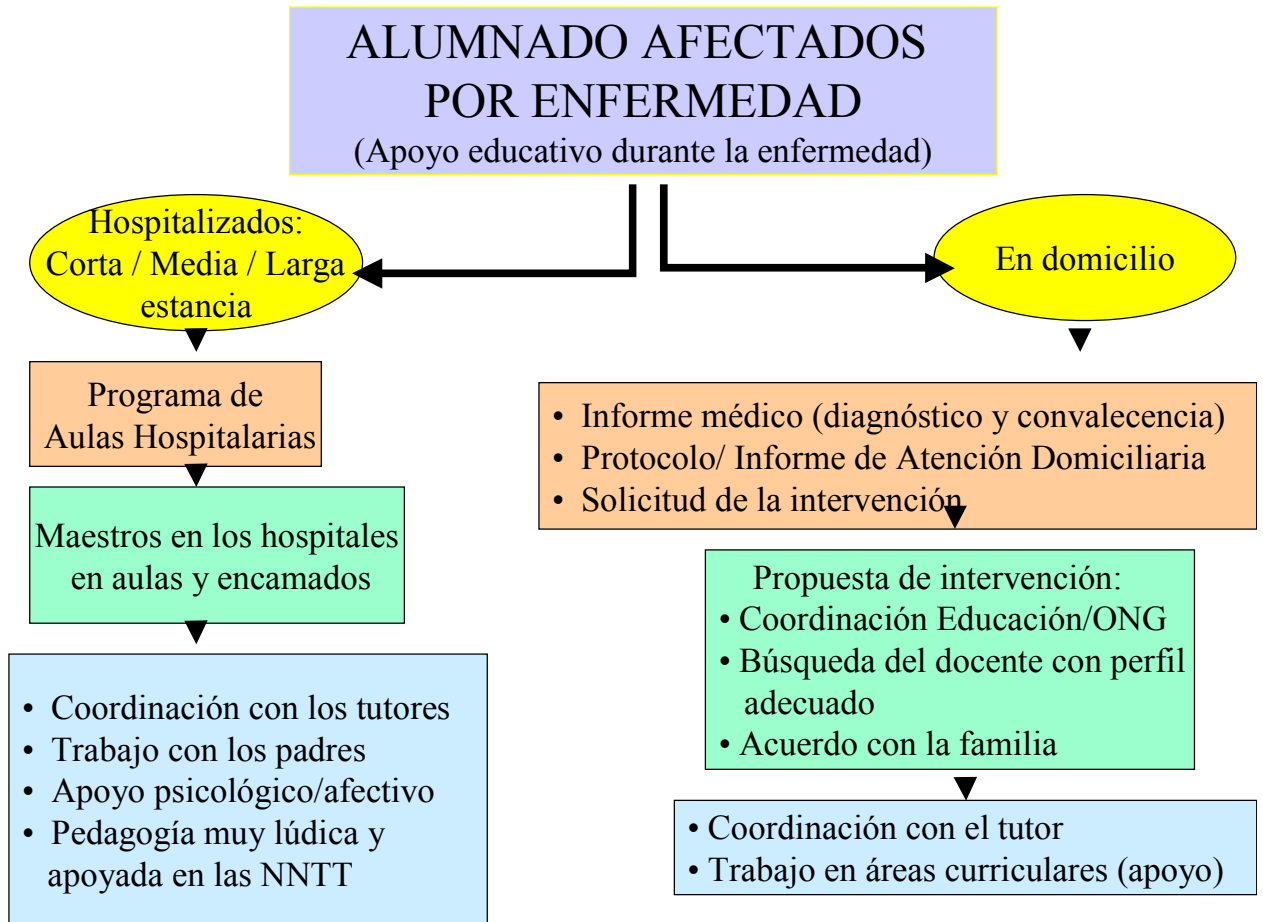 ALUMNADO AFECTADOS
POR ENFERMEDAD
(Apoyo educativo durante la enfermedad)
Hospitalizados:
Corta / Media / Larga
estancia
Programa de
Aulas Hospitalarias
Maestros en los hospitales
en aulas y encamados
• Coordinación con los tutores
• Trabajo con los padres
• Apoyo psicológico/afectivo
• Pedagogía muy lúdica y
apoyada en las NNTT
En domicilio
• Informe médico (diagnóstico y convalecencia)
• Protocolo/ Informe de Atención Domiciliaria
• Solicitud de la intervención
Propuesta de intervención:
• Coordinación Educación/ONG
• Búsqueda del docente con perfil
adecuado
• Acuerdo con la familia
• Coordinación con el tutor
• Trabajo en áreas curriculares (apoyo)